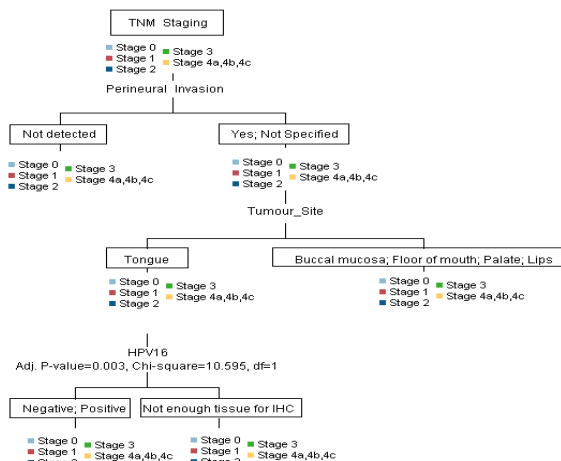 TNM Staging
Stage 0
Stage 1
Stage 2
Stage 3
Stage 4a,4b,4c
Perineural Invasion
Not detected
Yes; Not Specified
Stage 0
Stage 1
Stage 2
Stage 3
Stage 4a,4b,4c
Stage 0
Stage 1
Stage 2
Stage 3
Stage 4a,4b,4c
Tumour_Site
Tongue
Buccal mucosa; Floor of mouth; Palate; Lips
Stage 0
Stage 1
Stage 2
Stage 3
Stage 4a,4b,4c
Stage 0
Stage 1
Stage 2
Stage 3
Stage 4a,4b,4c
HPV16
Adj. P-value=0.003, Chi-square=10.595, df=1
Negative; Positive
Not enough tissue for IHC
Stage 0
Stage 1
Stage 3
Stage 4a,4b,4c
Stage 0
Stage 1
Stage 3
Stage 4a,4b,4c